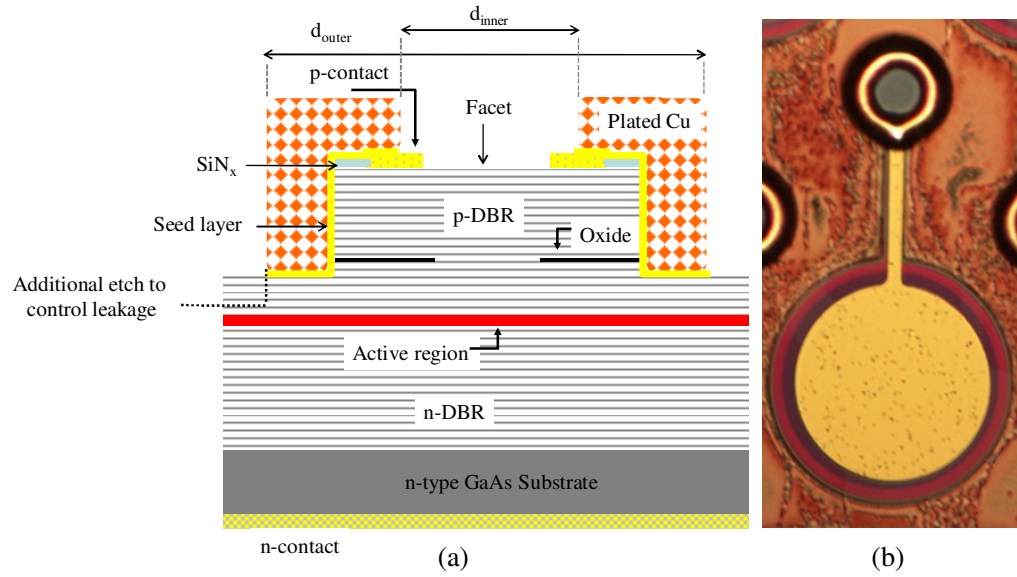 d_outer
d_inner
p-contact
Facet
Plated Cu
SiN_x
p-DBR
Seed layer
Oxide
Additional etch to
control leakage
Active region
n-DBR
n-type GaAs Substrate
n-contact
(a)
(b)